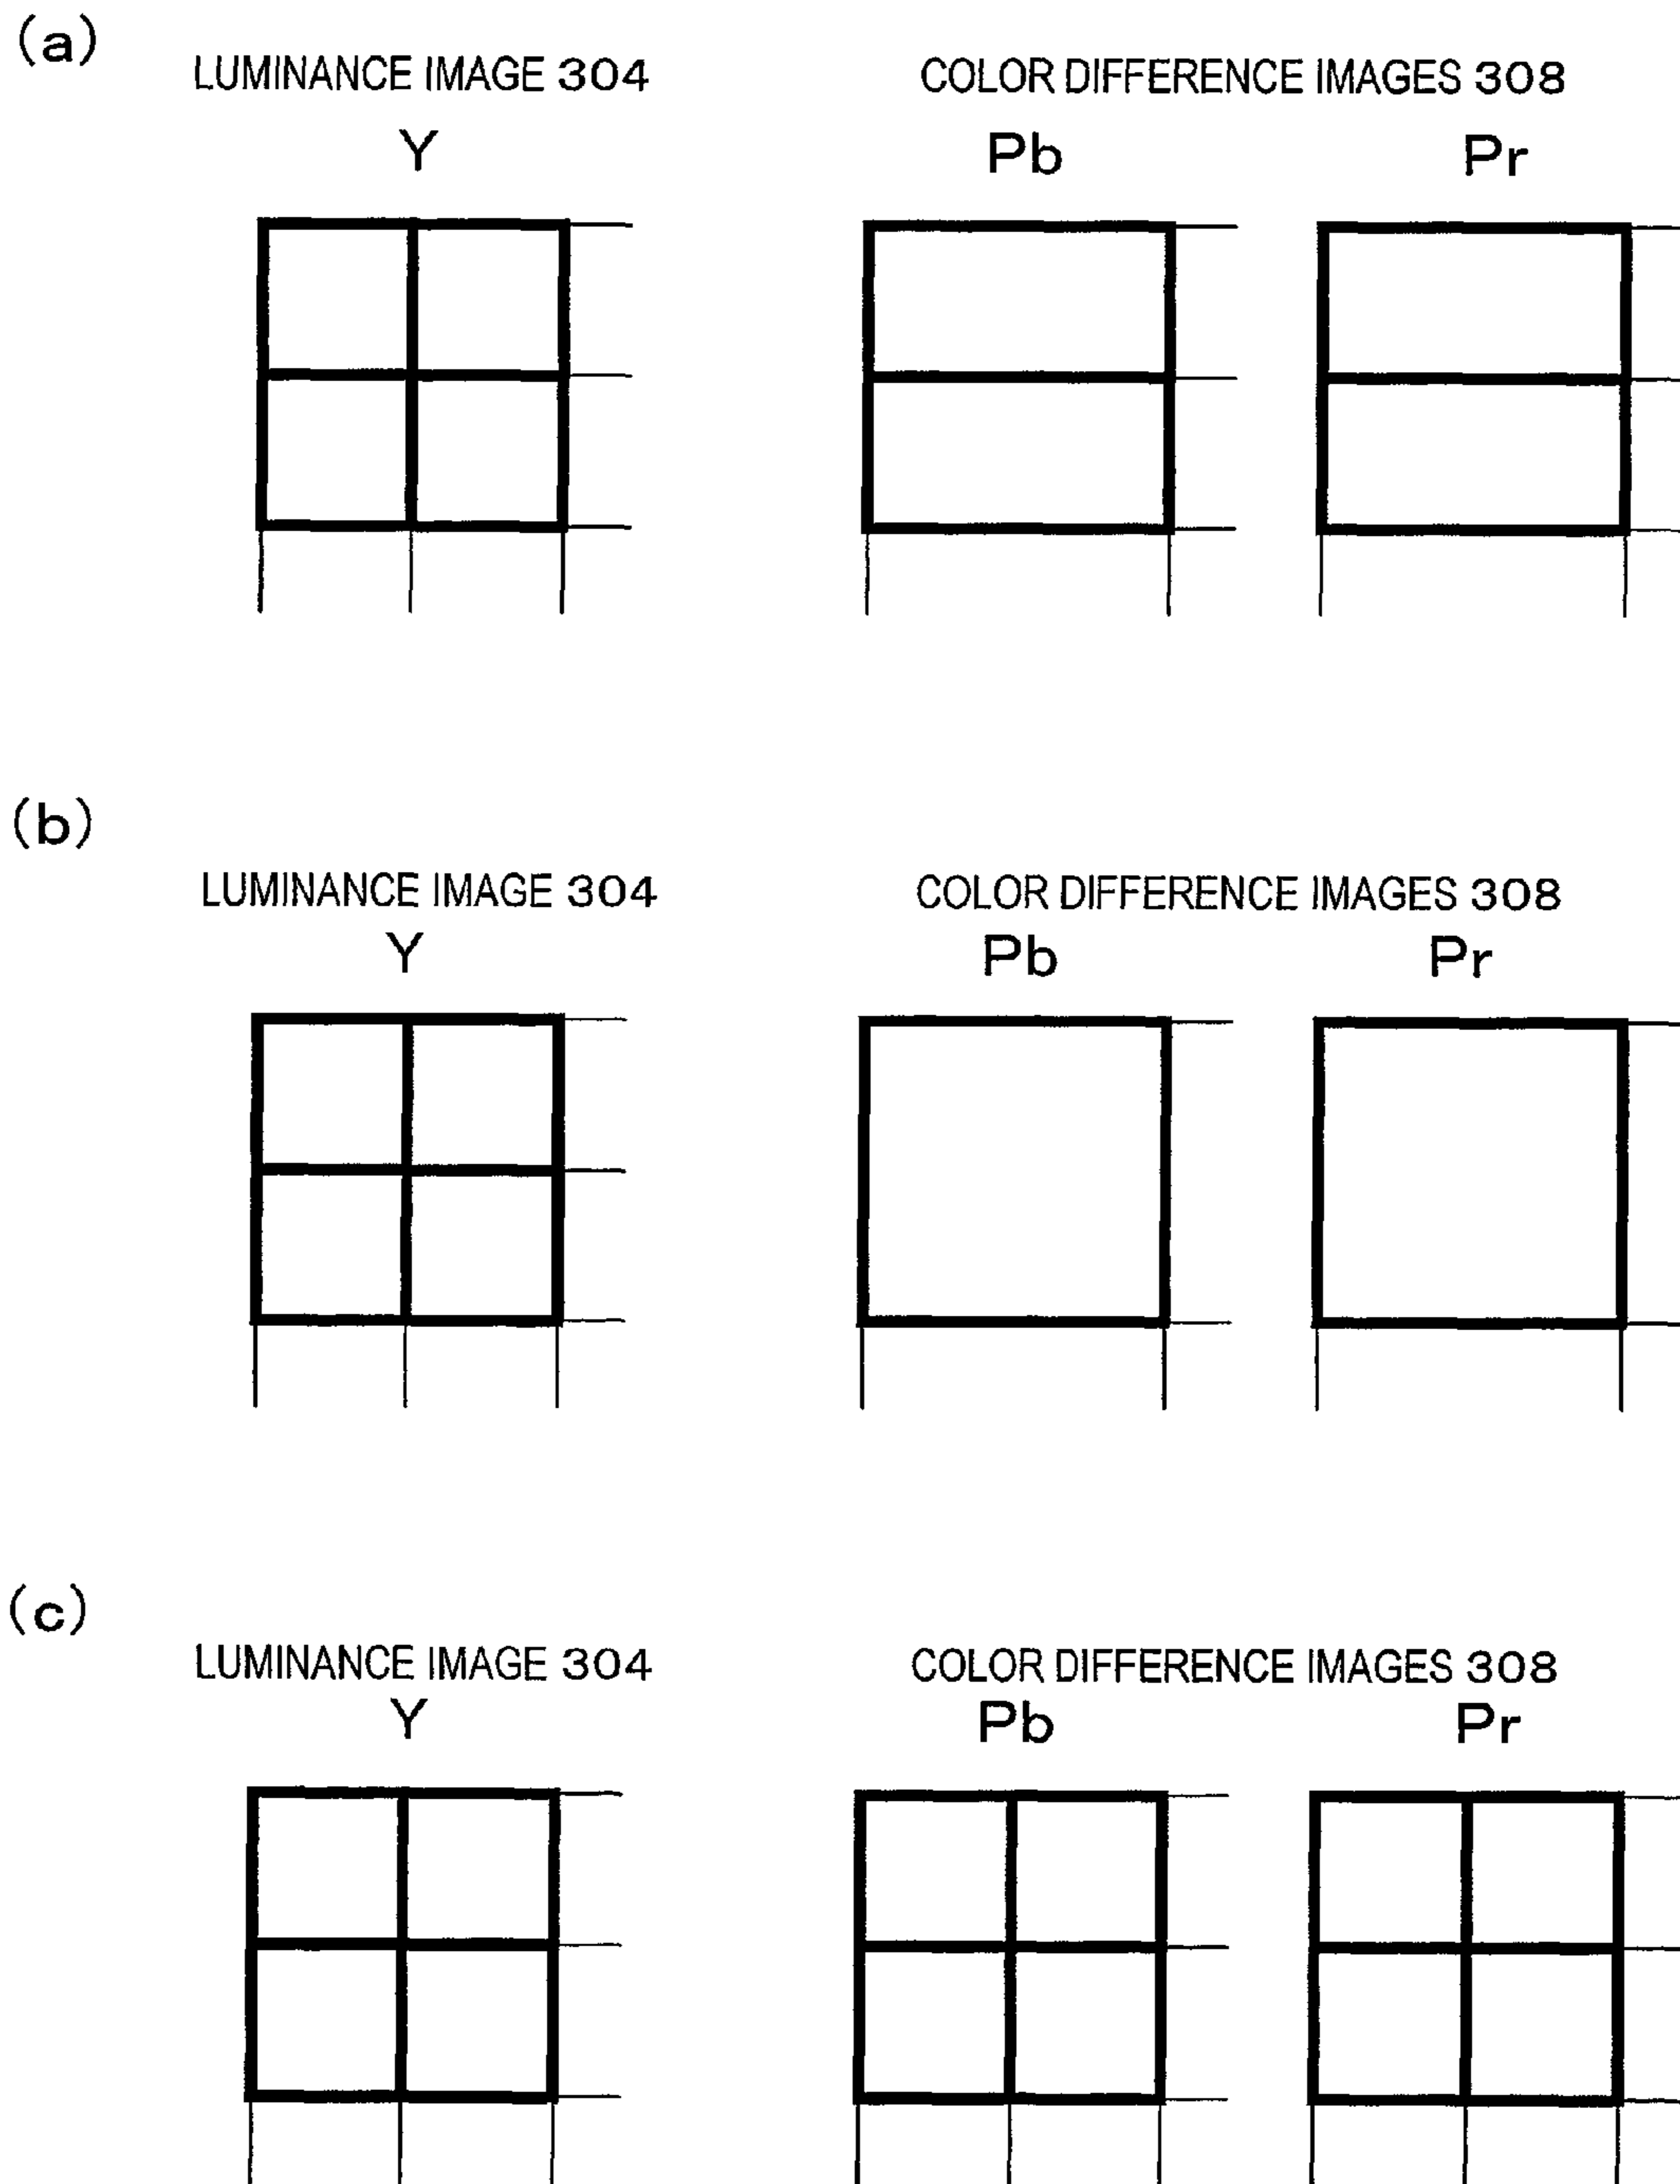 (a)
LUMINANCE IMAGE 304 COLOR DIFFERENCE IMAGES 308
Y Pb Pr
(b)
LUMINANCE IMAGE 304 COLOR DIFFERENCE IMAGES 308
Y Pb Pr
(c)
LUMINANCE IMAGE 304 COLOR DIFFERENCE IMAGES 308
Y Pb Pr